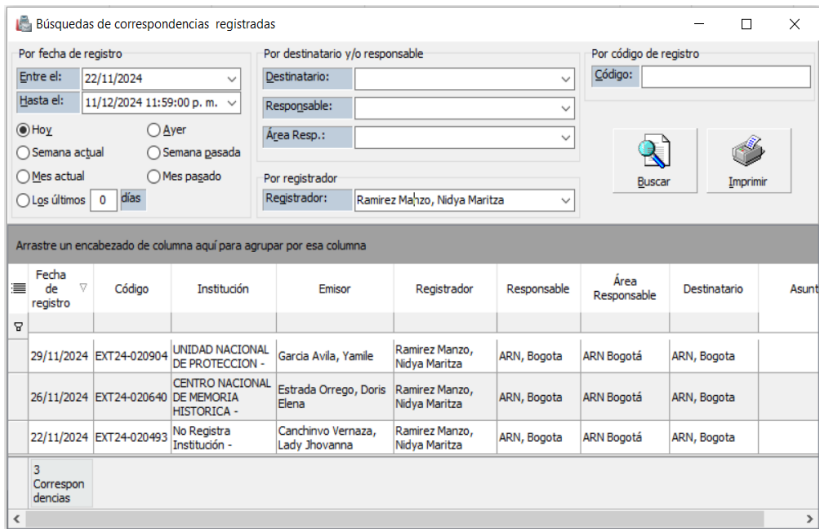 Búsquedas de correspondencias registradas
Por fecha de registro
Entre el: 22/11/2024
Hasta el: 11/12/2024 11:59:00 p. m.
Hoy Ayer
Semana actual Semana pasada
Mes actual Mes pasado
Los últimos 0 días
Por destinatario y/o responsable
Destinatario:
Responsable:
Área Resp.:
Por registrador
Registrador: Ramirez Manzo, Nidya Maritza
Por código de registro
Código:
Buscar Imprimir
Arrastre un encabezado de columna aquí para agrupar por esa columna
Fecha de registro Código Institución Emisor Registrador Responsable Área Responsable Destinatario Asunt
29/11/2024 EXT24-020904 UNIDAD NACIONAL DE PROTECCION - Garcia Avila, Yamile Ramirez Manzo, Nidya Maritza ARN, Bogota ARN Bogotá ARN, Bogota
26/11/2024 EXT24-020640 CENTRO NACIONAL DE MEMORIA HISTORICA - Estrada Orrego, Doris Elena Ramirez Manzo, Nidya Maritza ARN, Bogota ARN Bogotá ARN, Bogota
22/11/2024 EXT24-020493 No Registra Institución - Canchinvo Vernaza, Lady Jhovanna Ramirez Manzo, Nidya Maritza ARN, Bogota ARN Bogotá ARN, Bogota
3
Correspon
dencias